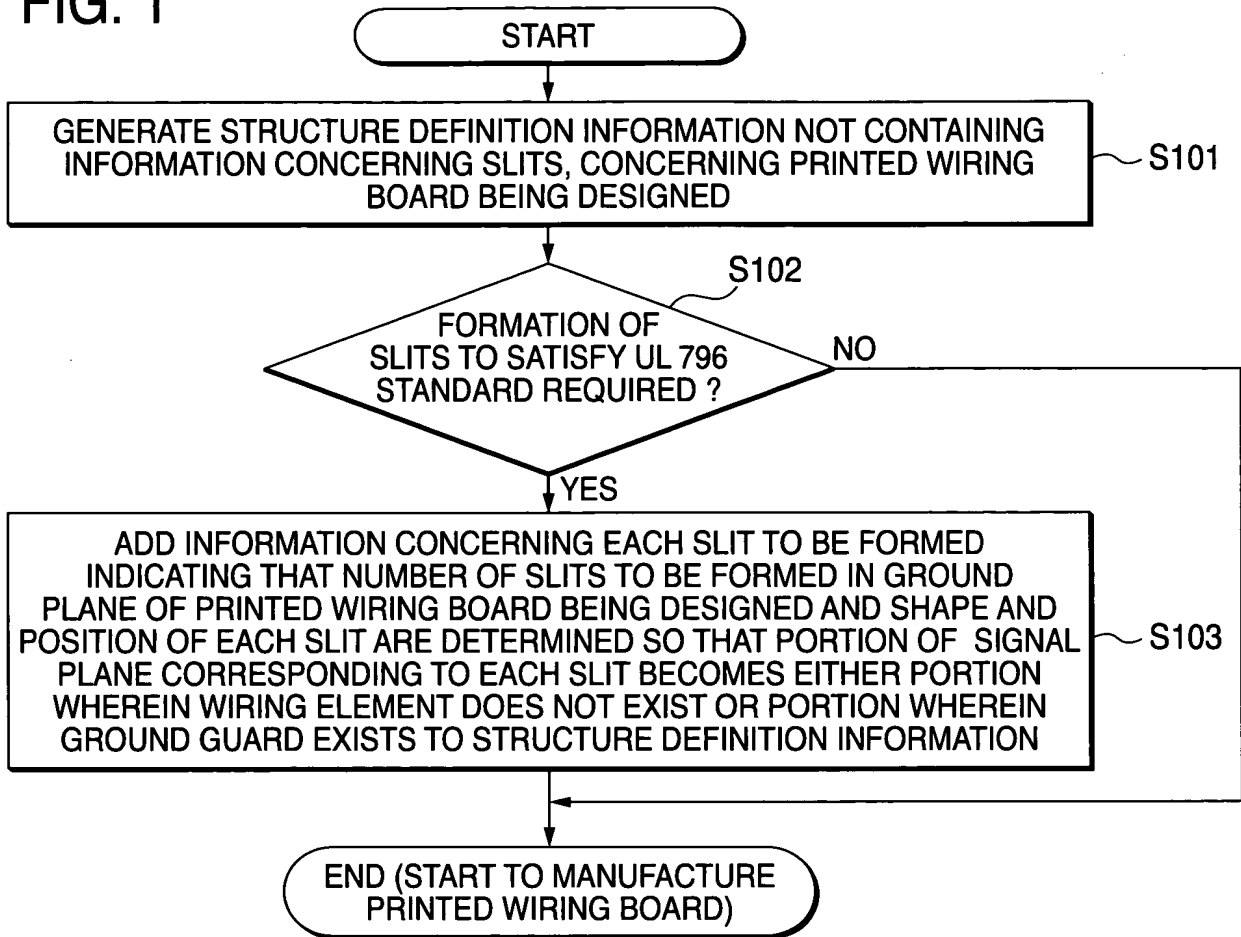 FIG. 1
START
GENERATE STRUCTURE DEFINITION INFORMATION NOT CONTAINING
INFORMATION CONCERNING SLITS, CONCERNING PRINTED WIRING
BOARD BEING DESIGNED
S101
S102
FORMATION OF
SLITS TO SATISFY UL 796
STANDARD REQUIRED ?
NO
YES
ADD INFORMATION CONCERNING EACH SLIT TO BE FORMED
INDICATING THAT NUMBER OF SLITS TO BE FORMED IN GROUND
PLANE OF PRINTED WIRING BOARD BEING DESIGNED AND SHAPE AND
POSITION OF EACH SLIT ARE DETERMINED SO THAT PORTION OF SIGNAL
PLANE CORRESPONDING TO EACH SLIT BECOMES EITHER PORTION
WHEREIN WIRING ELEMENT DOES NOT EXIST OR PORTION WHEREIN
GROUND GUARD EXISTS TO STRUCTURE DEFINITION INFORMATION
S103
END (START TO MANUFACTURE
PRINTED WIRING BOARD)